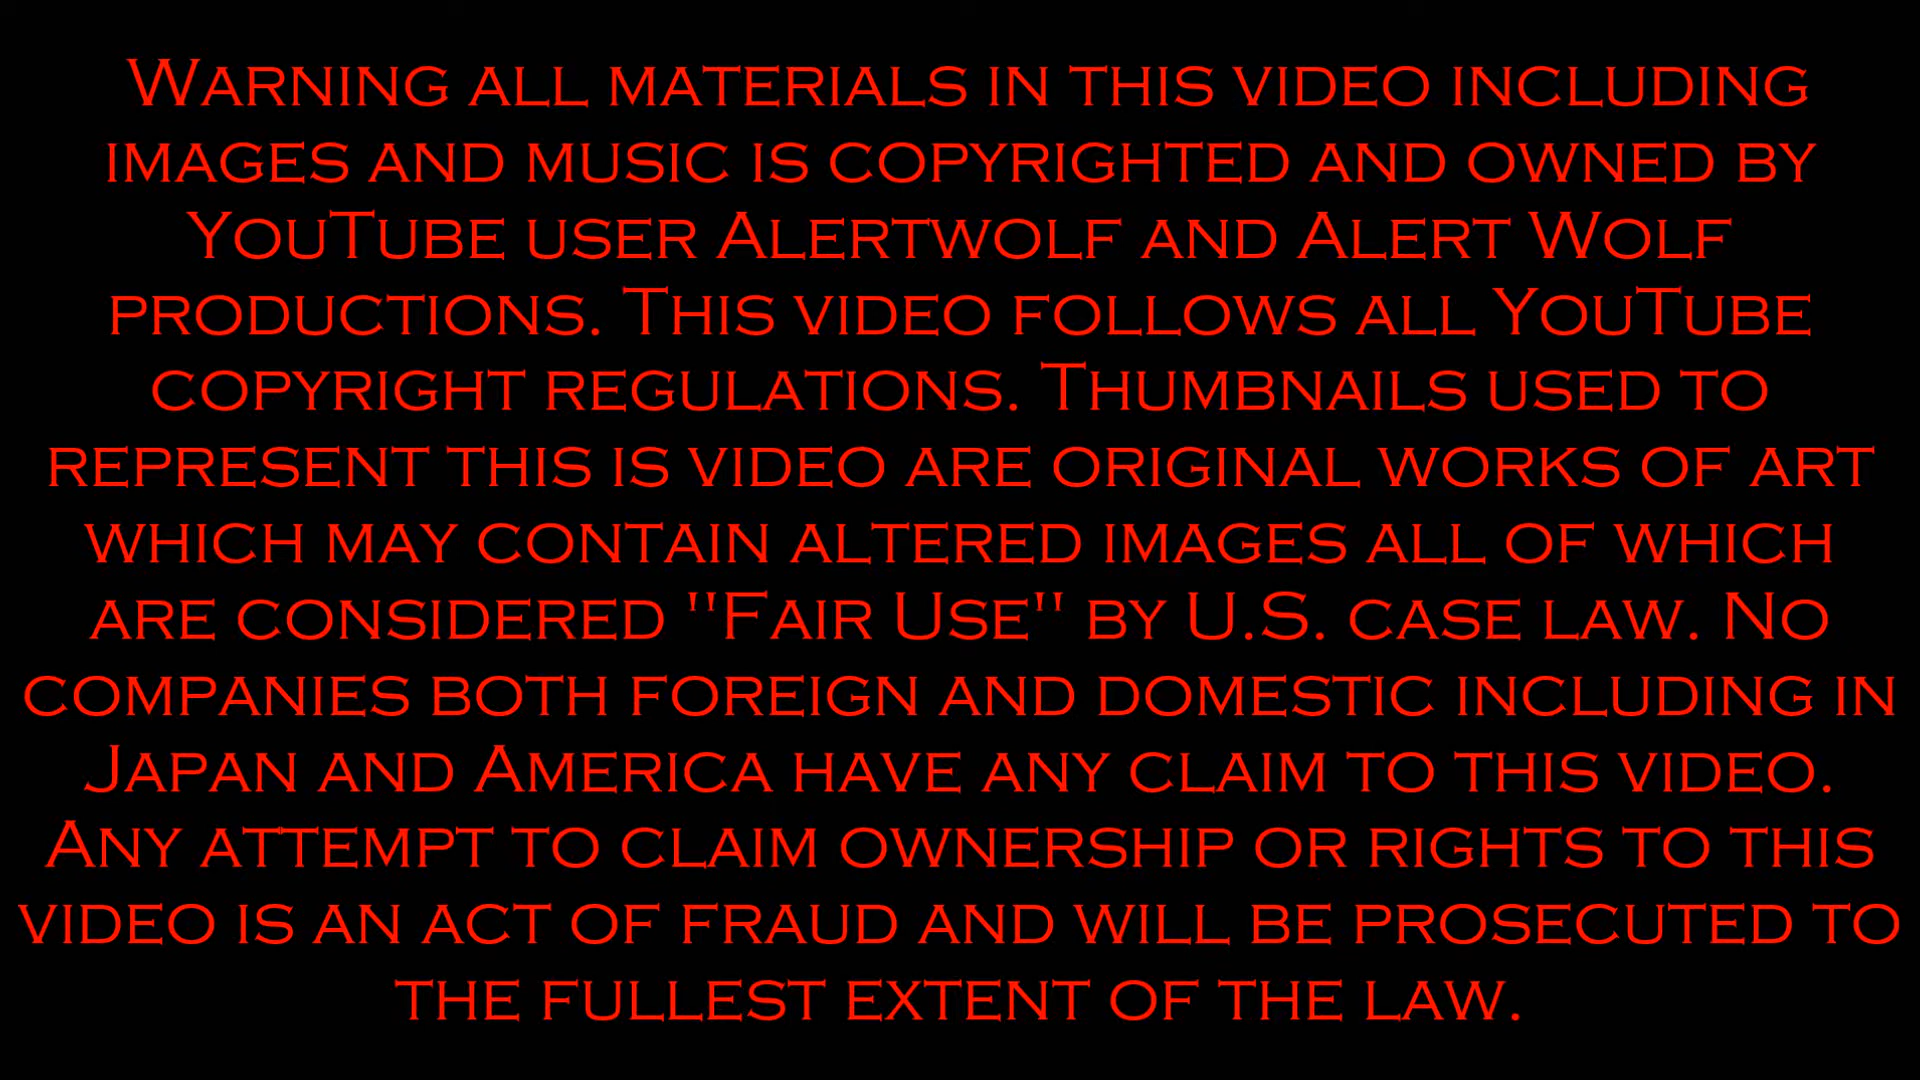 Warning all materials in this video including
images and music is copyrighted and owned by
YouTube user Alertwolf and Alert Wolf
productions. This video follows all YouTube
copyright regulations. Thumbnails used to
represent this is video are original works of art
which may contain altered images all of which
are considered "Fair Use" by U.S. case law. No
companies both foreign and domestic including in
Japan and America have any claim to this video.
Any attempt to claim ownership or rights to this
video is an act of fraud and will be prosecuted to
the fullest extent of the law.